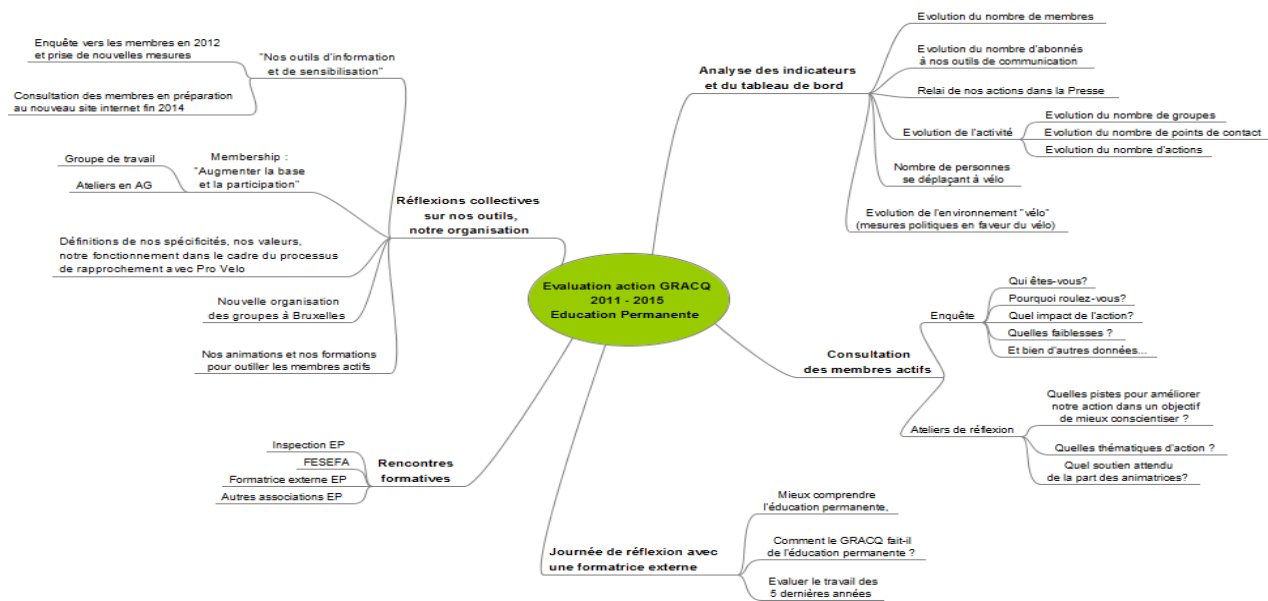 Evaluation action GRACQ
2011 - 2015
Education Permanente
Analyse des indicateurs
et du tableau de bord
Evolution du nombre de membres
Evolution du nombre d'abonnés
à nos outils de communication
Relai de nos actions dans la Presse
Evolution de l'activité
Evolution du nombre de groupes
Evolution du nombre de points de contact
Evolution du nombre d'actions
Nombre de personnes
se déplaçant à vélo
Evolution de l'environement "vélo"
(mesures politiques en faveur du vélo)
Consultation
des membres actifs
Enquête
Qui êtes-vous?
Pourquoi roulez-vous?
Quel impact de l'action?
Quelles faiblesses ?
Et bien d'autres données...
Ateliers de réflexion
Quelles pistes pour améliorer
notre action dans un objectif
de mieux conscientiser ?
Quelles thématiques d'action ?
Quel soutien attendu
de la part des animatrices?
Journée de réflexion avec
une formatrice externe
Mieux comprendre
l'éducation permanente,
Comment le GRACQ fait-il
de l'éducation permanente ?
Evaluer le travail des
5 dernières années
Rencontres
formatives
Inspection EP
FESEFA
Formatrice externe EP
Autres associations EP
Réflexions collectives
sur nos outils,
notre organisation
"Nos outils d'information
et de sensibilisation"
Enquête vers les membres en 2012
et prise de nouvelles mesures
Consultation des membres en préparation
au nouveau site internet fin 2014
Membership :
"Augmenter la base
et la participation"
Groupe de travail
Ateliers en AG
Définitions de nos spécificités, nos valeurs,
notre fonctionnement dans le cadre du processus
de rapprochement avec Pro Velo
Nouvelle organisation
des groupes à Bruxelles
Nos animations et nos formations
pour outiller les membres actifs